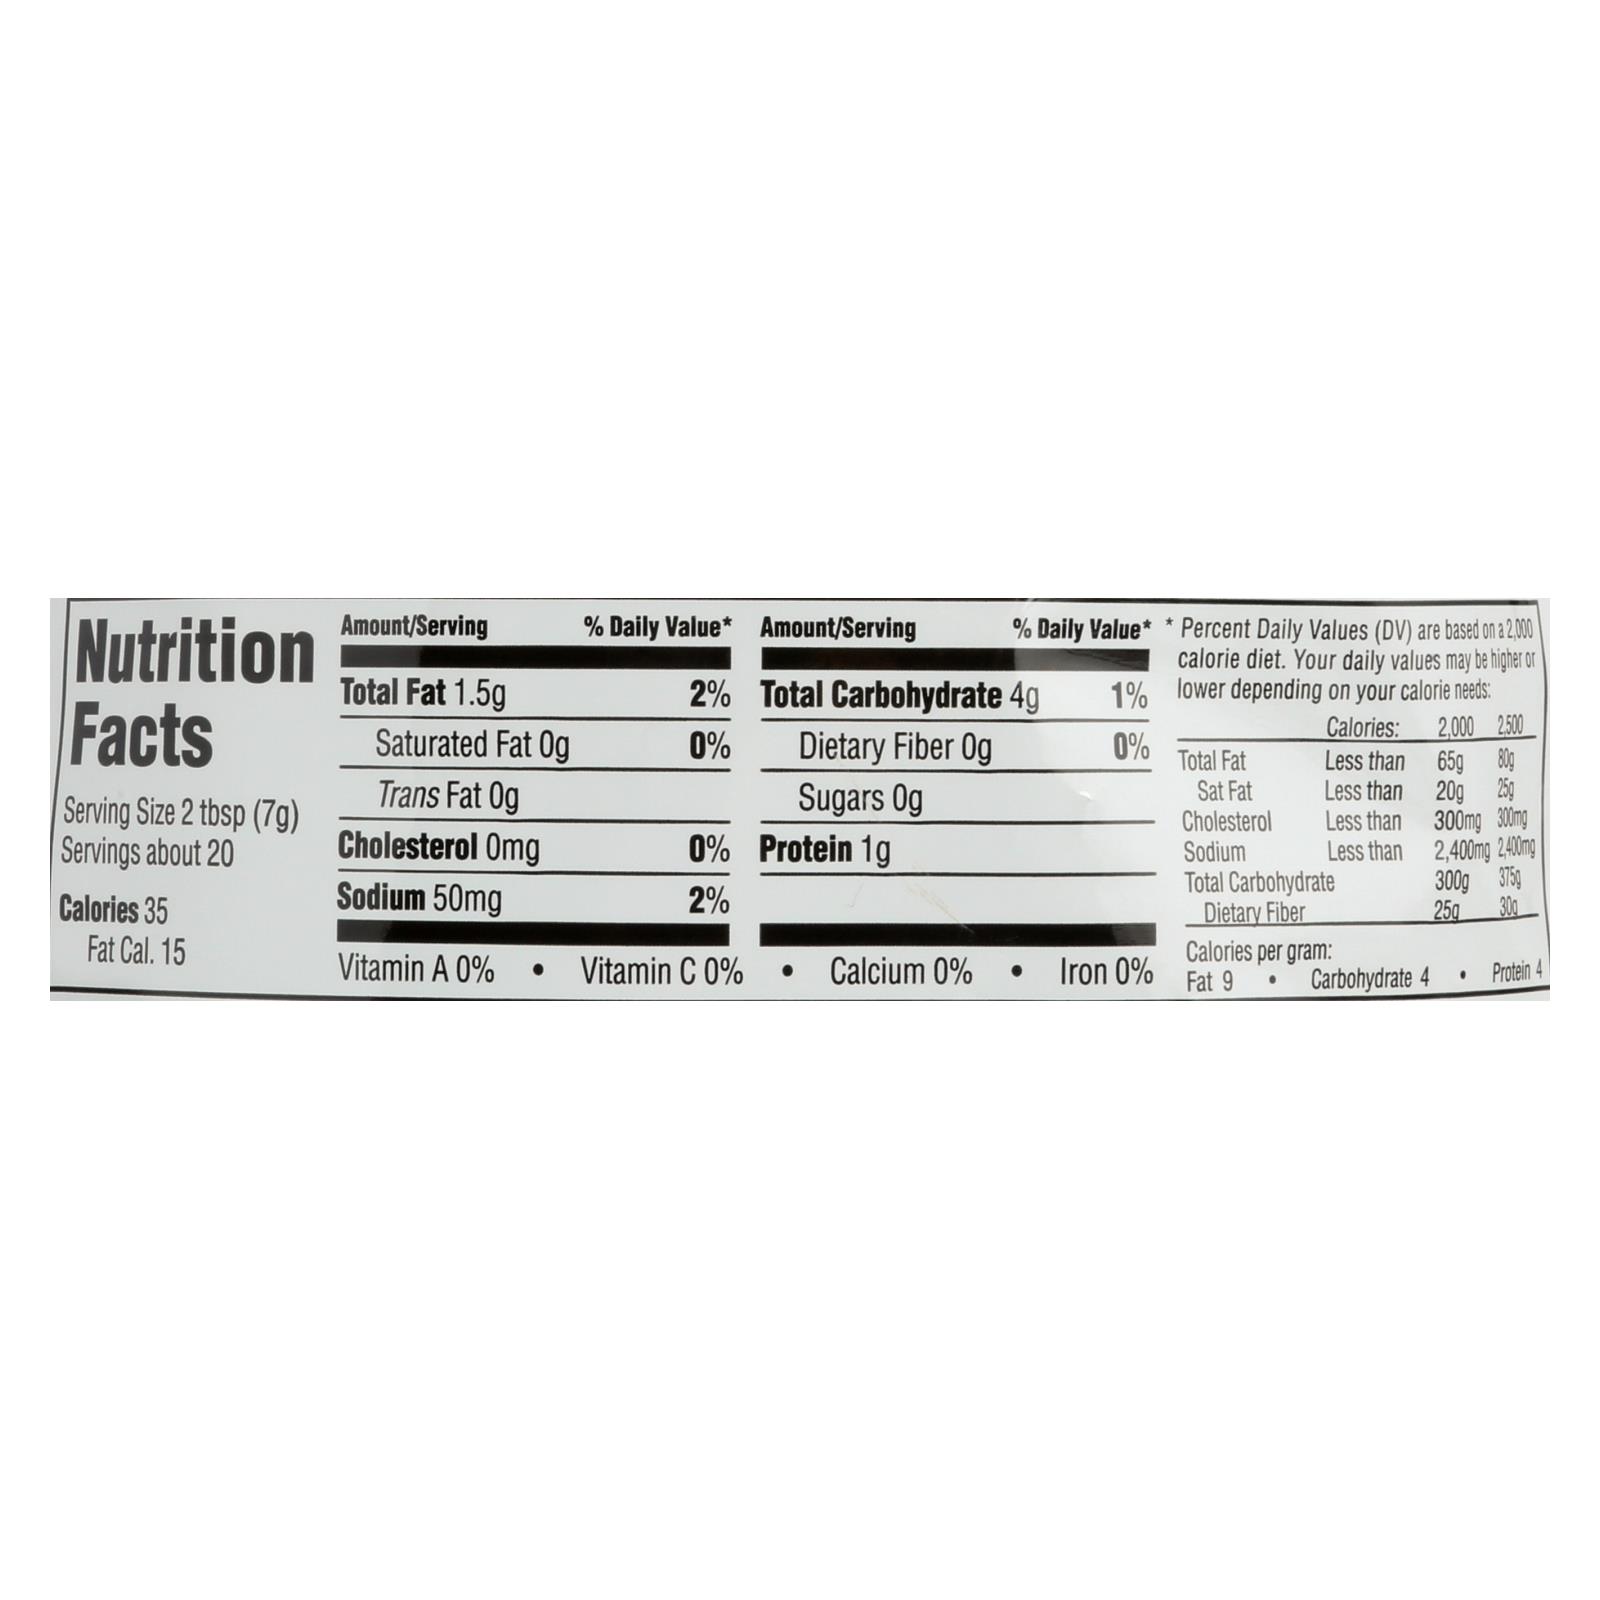 Nutrition
Facts
Serving Size 2 tbsp (7g)
Servings about 20
Calories 35
Fat Cal. 15
Amount/Serving % Daily Value*
Total Fat 1.5g 2%
Saturated Fat 0g 0%
Trans Fat 0g
Cholesterol 0mg 0%
Sodium 50mg 2%
Amount/Serving % Daily Value*
Total Carbohydrate 4g 1%
Dietary Fiber 0g 0%
Sugars 0g
Protein 1g
Vitamin A 0% • Vitamin C 0% • Calcium 0% • Iron 0%
* Percent Daily Values (DV) are based on a 2,000
calorie diet. Your daily values may be higher or
lower depending on your calorie needs:
Calories: 2,000 2,500
Total Fat Less than 65g 80g
Sat Fat Less than 20g 25g
Cholesterol Less than 300mg 300mg
Sodium Less than 2,400mg 2,400mg
Total Carbohydrate 300g 375g
Dietary Fiber 25g 30g
Calories per gram:
Fat 9 • Carbohydrate 4 • Protein 4